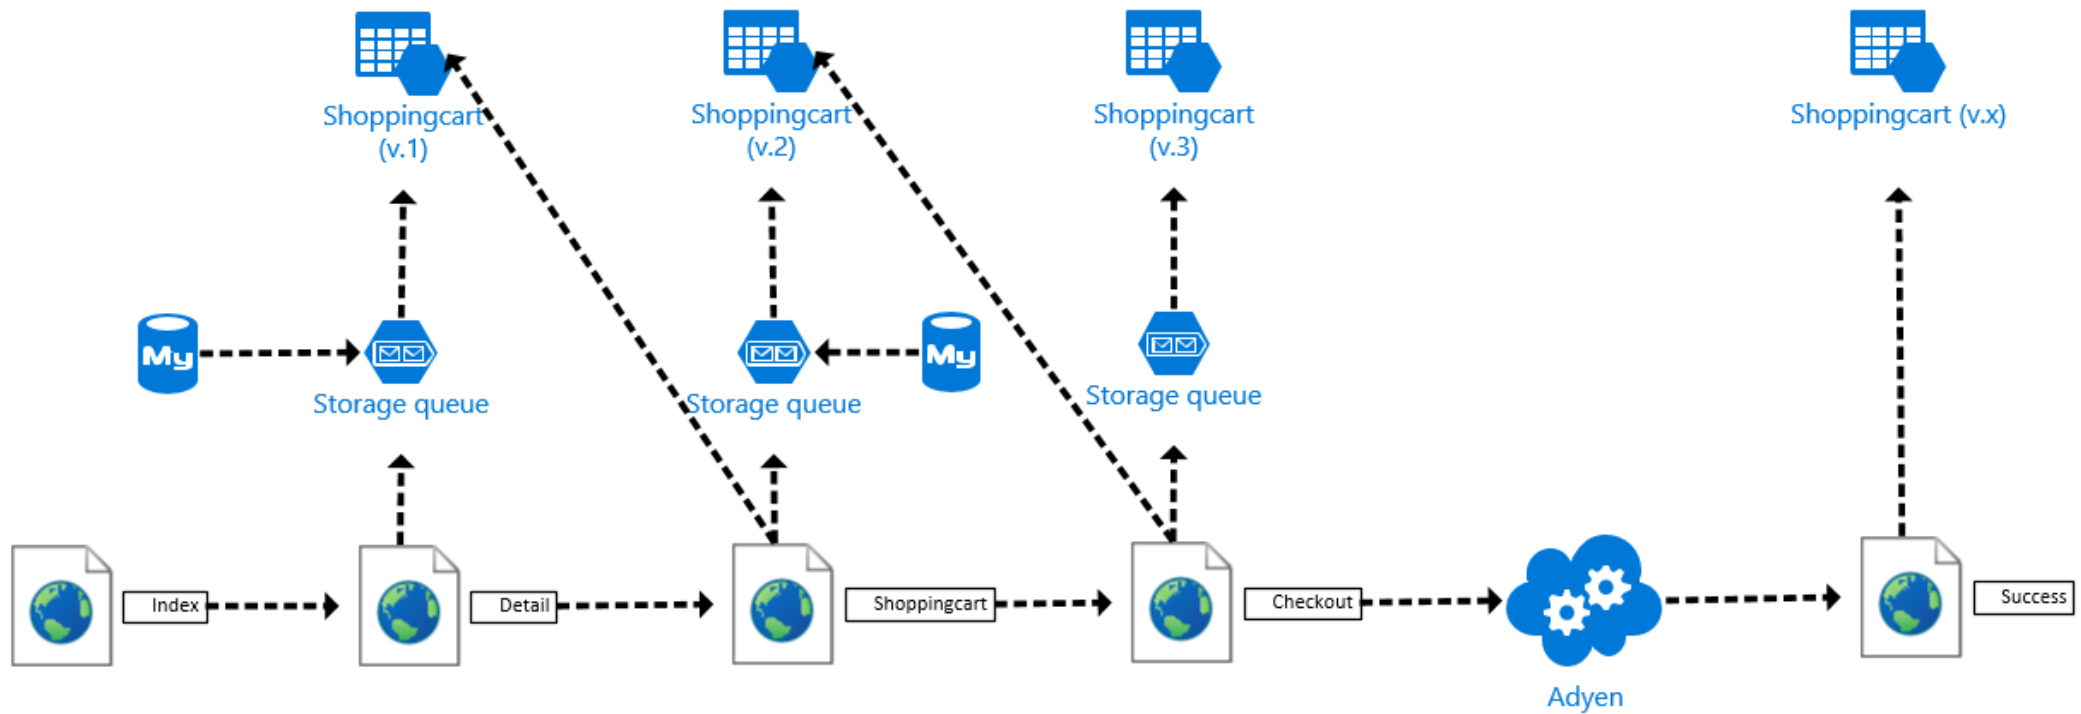 Shoppingcart
(v.1)
Shoppingcart
(v.2)
Shoppingcart
(v.3)
Shoppingcart (v.x)
My
Storage queue
Storage queue
My
Storage queue
Index
Detail
Shoppingcart
Checkout
Success
Adyen